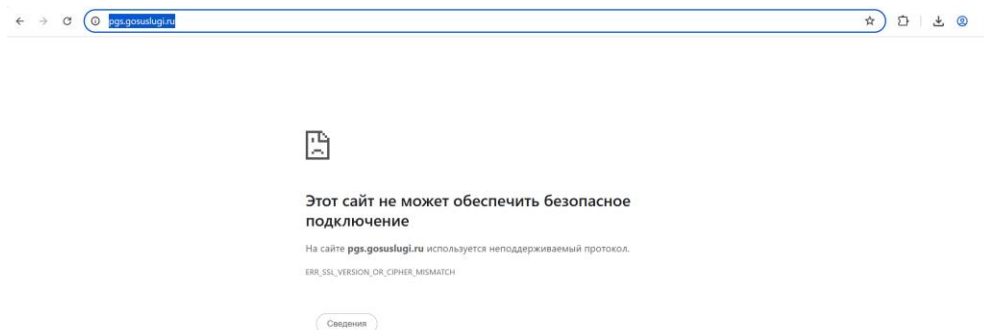 pgs.gosuslugi.ru
Этот сайт не может обеспечить безопасное
подключение
На сайте pgs.gosuslugi.ru используется неподдерживаемый протокол.
ERR_SSL_VERSION_OR_CIPHER_MISMATCH
Сведения